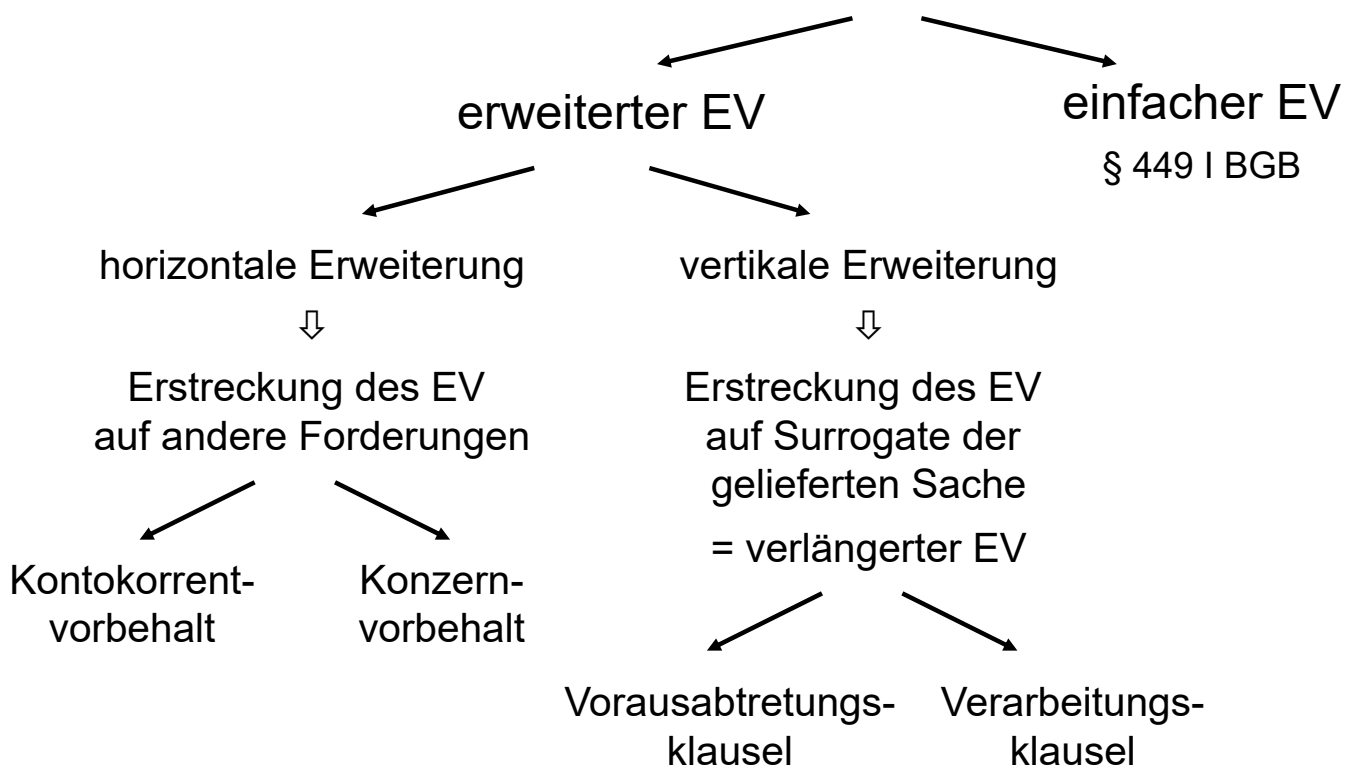 erweiterter EV
einfacher EV
§ 449 I BGB
horizontale Erweiterung
vertikale Erweiterung
⇩
⇩
Erstreckung des EV
auf andere Forderungen
Erstreckung des EV
auf Surrogate der
gelieferten Sache
= verlängerter EV
Kontokorrent-
vorbehalt
Konzern-
vorbehalt
Vorausabtretungs-
klausel
Verarbeitungs-
klausel